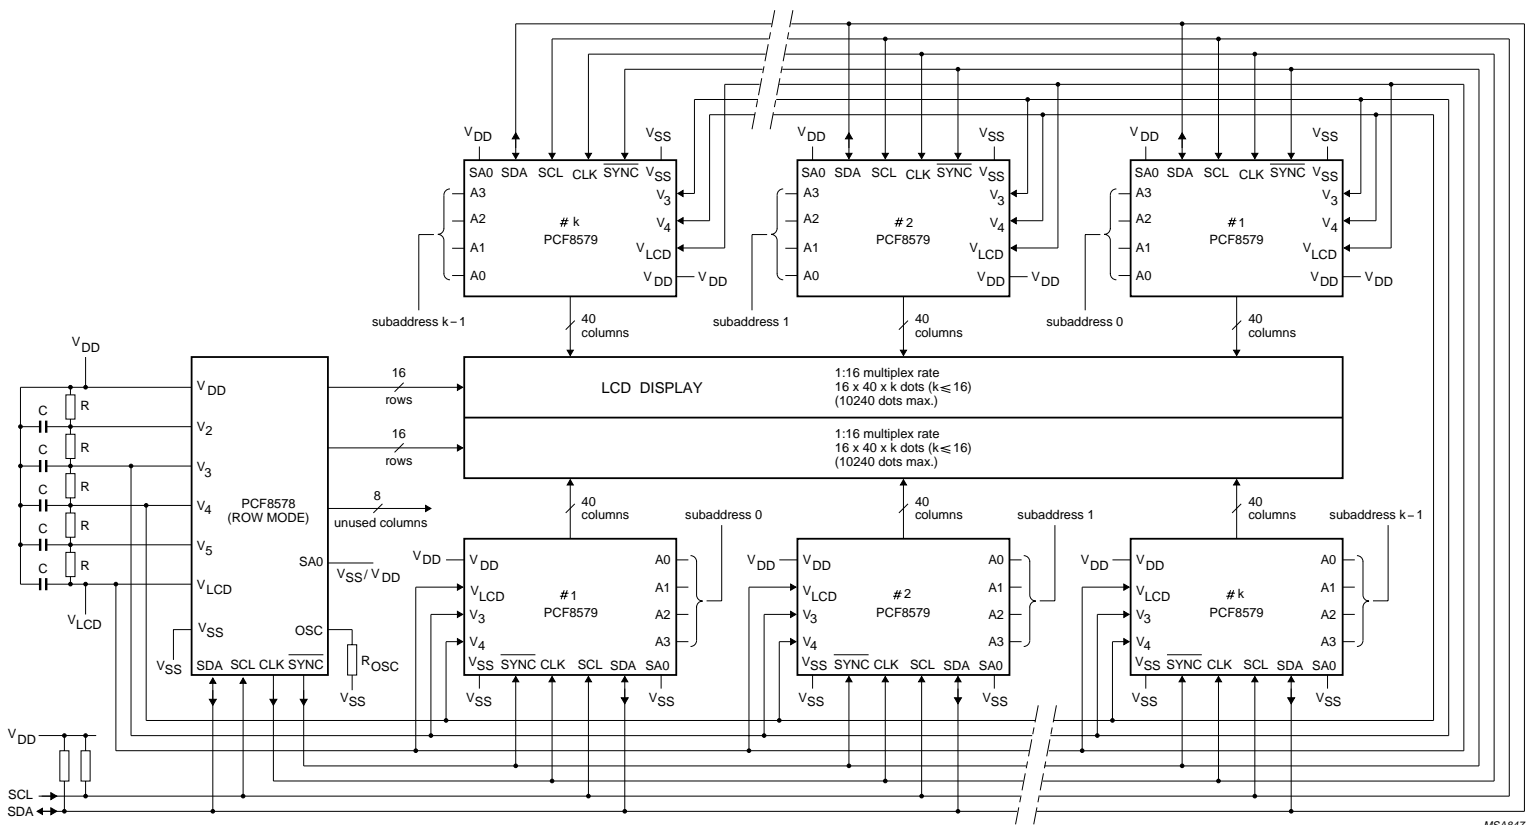 VDD VSS VDD VSS VDD VSS
SA0 SDA SCL CLK SYNC VSS
A3 V3
A2 # k V4
PCF8579
A1 VLCD
A0 VDD VDD
SA0 SDA SCL CLK SYNC VSS
A3 V3
A2 # 2 V4
PCF8579
A1 VLCD
A0 VDD VDD
SA0 SDA SCL CLK SYNC VSS
A3 V3
A2 # 1 V4
PCF8579
A1 VLCD
A0 VDD VDD
subaddress k–1
40
columns
subaddress 1
40
columns
subaddress 0
40
columns
VDD
C R
C R
C R
C R
C R
VLCD
VDD
V2
V3
V4
V5
VLCD
VSS
VSS
PCF8578
(ROW MODE)
SA0
VSS/VDD
OSC
ROSC
VSS
SDA SCL CLK SYNC
16
rows
16
rows
8
unused columns
LCD DISPLAY
1:16 multiplex rate
16 x 40 x k dots (k⩽16)
(10240 dots max.)
1:16 multiplex rate
16 x 40 x k dots (k⩽16)
(10240 dots max.)
40
columns
subaddress 0
40
columns
subaddress 1
40
columns
subaddress k–1
VDD VDD A0
VLCD # 1 A1
PCF8579
V3 A2
V4 A3
VSS SYNC CLK SCL SDA SA0
VSS VSS
VDD VDD A0
VLCD # 2 A1
PCF8579
V3 A2
V4 A3
VSS SYNC CLK SCL SDA SA0
VSS VSS
VDD VDD A0
VLCD # k A1
PCF8579
V3 A2
V4 A3
VSS SYNC CLK SCL SDA SA0
VSS VSS
VDD
SCL
SDA
MSA847